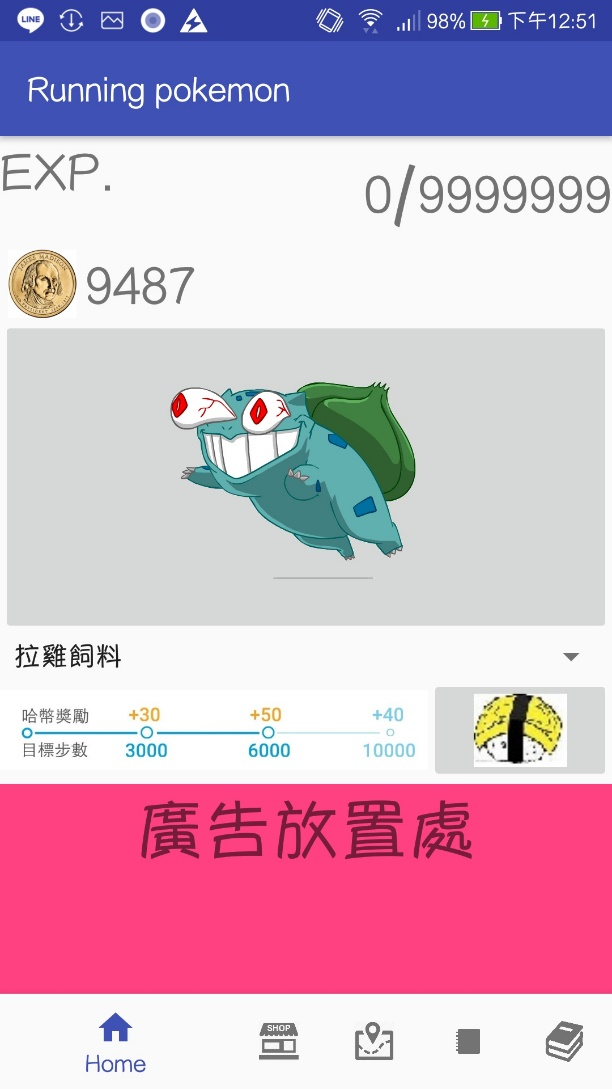 LINE
98%
下午12:51
Running pokemon
EXP.
0/9999999
9487
拉雞飼料
哈幣獎勵 +30 +50 +40
目標步數 3000 6000 10000
廣告放置處
SHOP
Home